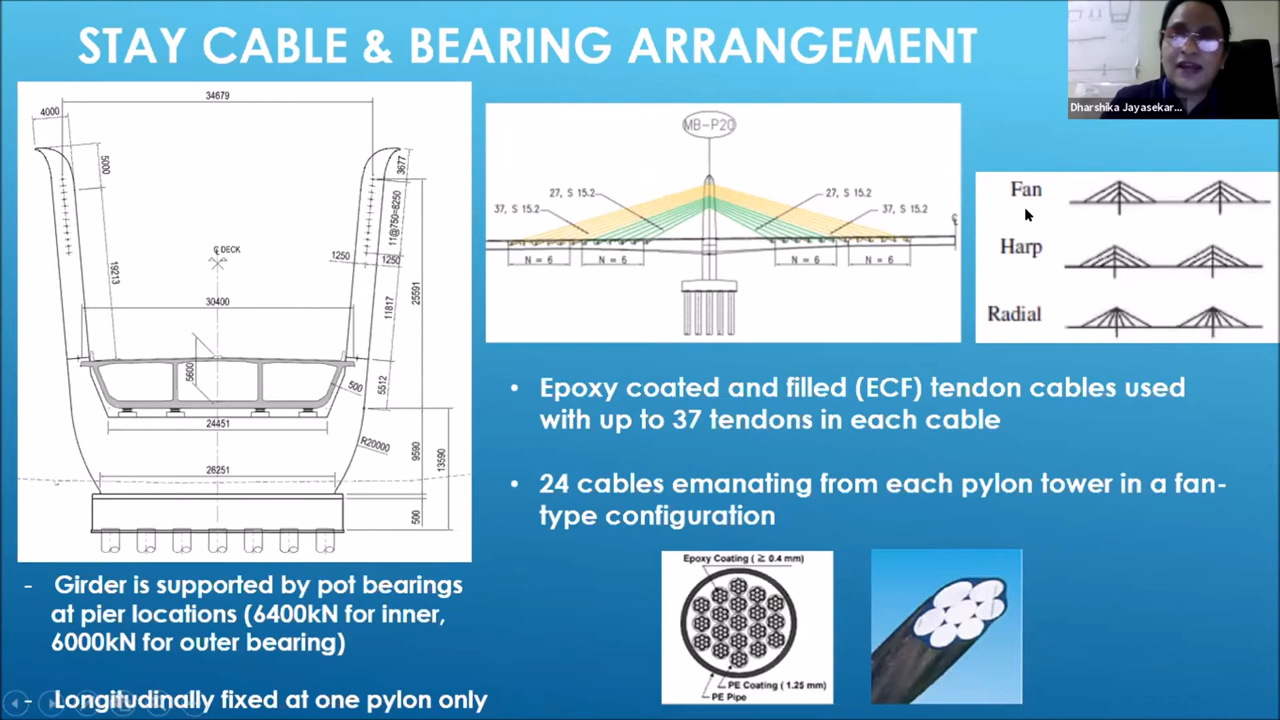 STAY CABLE & BEARING ARRANGEMENT
Dharshika Jayasekar...
34679
4000
5000
3677
11@750=8250
℄ DECK
1250
1250
19213
25591
30400
11817
5600
500
5512
24451
R20000
9590
13590
26251
500
MB-P20
27, S 15.2
27, S 15.2
37, S 15.2
37, S 15.2
℄
N = 6
N = 6
N = 6
N = 6
Fan
Harp
Radial
• Epoxy coated and filled (ECF) tendon cables used
with up to 37 tendons in each cable
• 24 cables emanating from each pylon tower in a fan-
type configuration
Epoxy Coating ( ≥ 0.4 mm)
PE Coating (1.25 mm)
PE Pipe
- Girder is supported by pot bearings
at pier locations (6400kN for inner,
6000kN for outer bearing)
- Longitudinally fixed at one pylon only